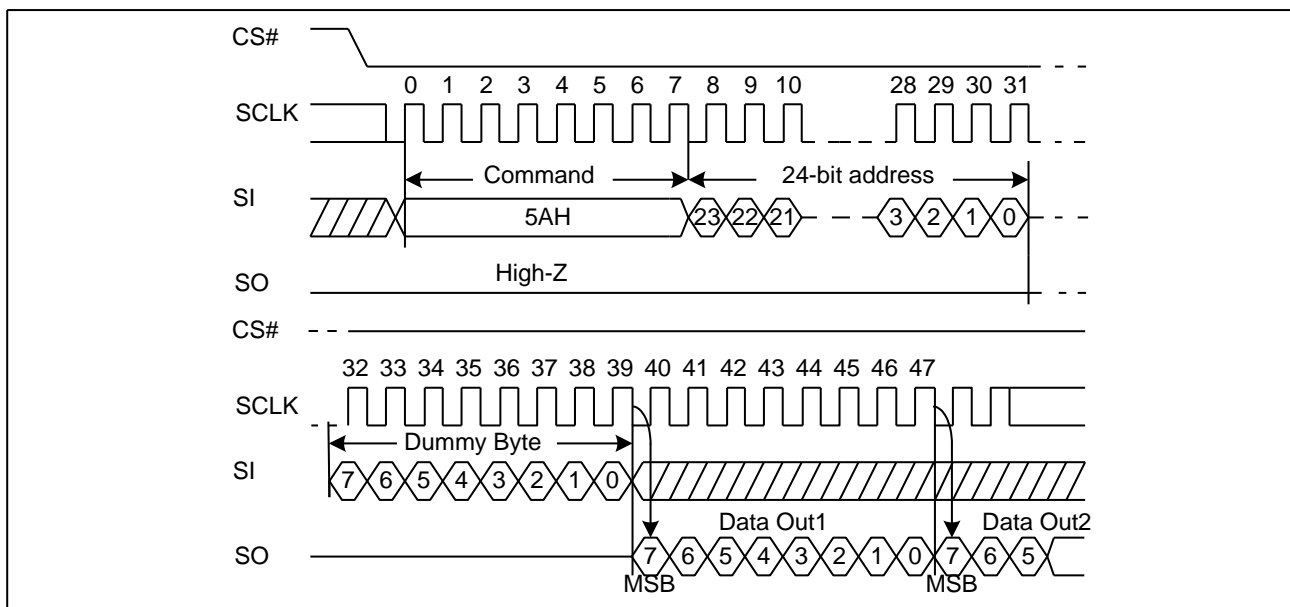 CS#
0 1 2 3 4 5 6 7 8 9 10 28 29 30 31
SCLK
Command 24-bit address
SI
5AH 23 22 21 3 2 1 0
High-Z
SO
CS#
32 33 34 35 36 37 38 39 40 41 42 43 44 45 46 47
SCLK
Dummy Byte
SI
7 6 5 4 3 2 1 0
Data Out1 Data Out2
SO
7 6 5 4 3 2 1 0 7 6 5
MSB MSB